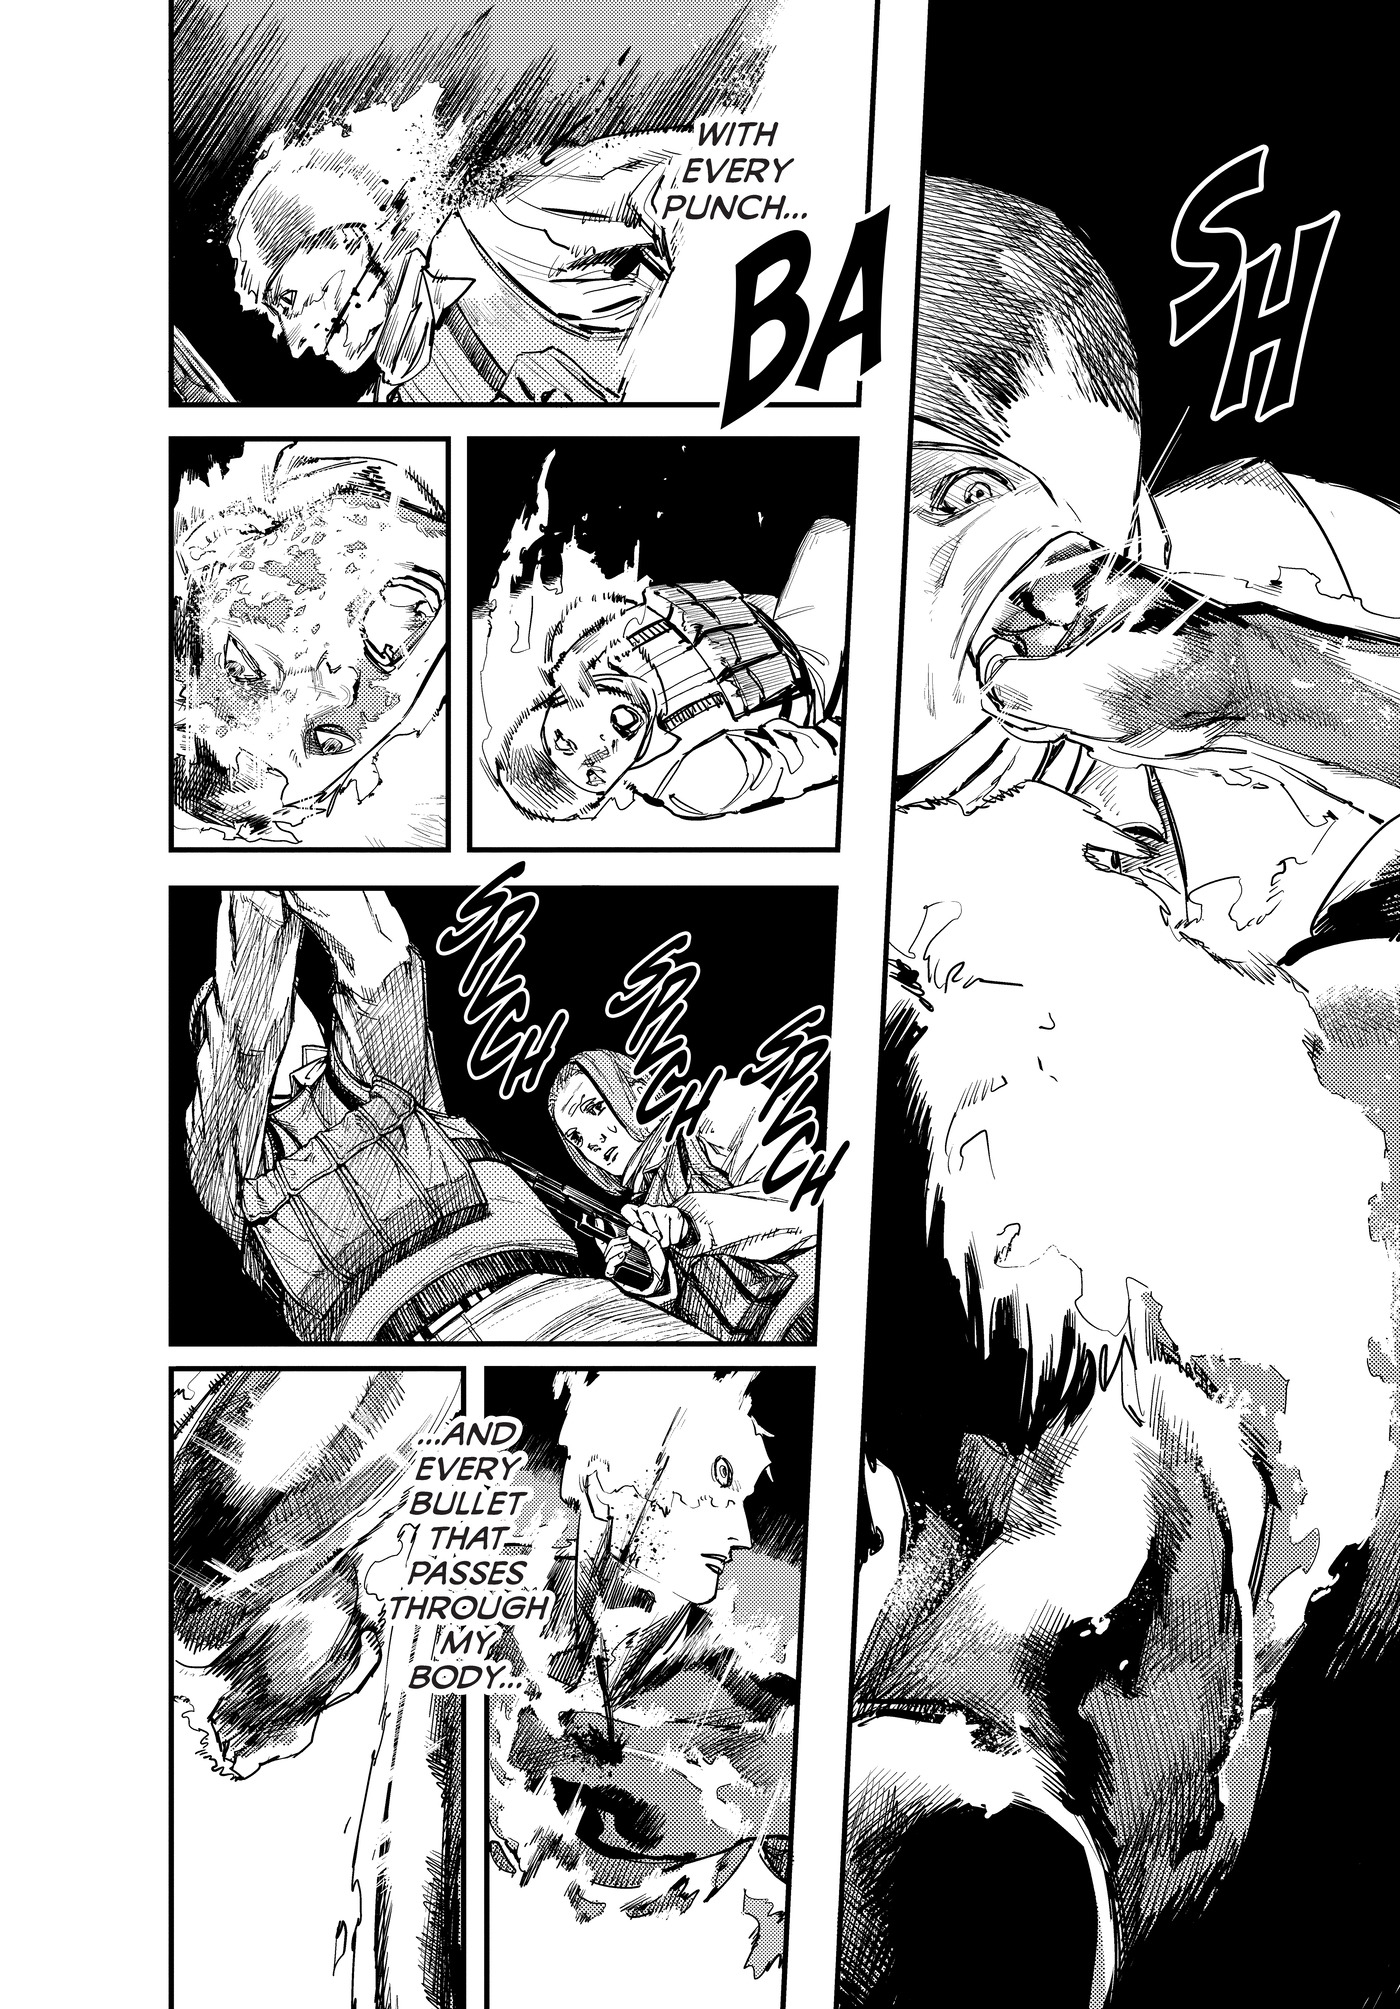 WITH
EVERY
PUNCH...
BA
SH
SPLCH
SPLCH
SPLCH
...AND
EVERY
BULLET
THAT
PASSES
THROUGH
MY
BODY...